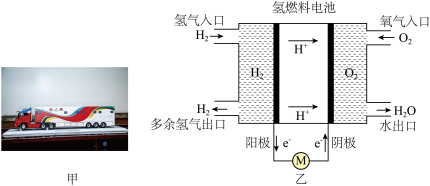 氢燃料电池
氢气入口
氧气入口
H₂
O₂
H⁺
H₂
O₂
H⁺
H₂
H₂O
多余氢气出口
水出口
阳极
e⁻
e⁻
阴极
M
甲
乙